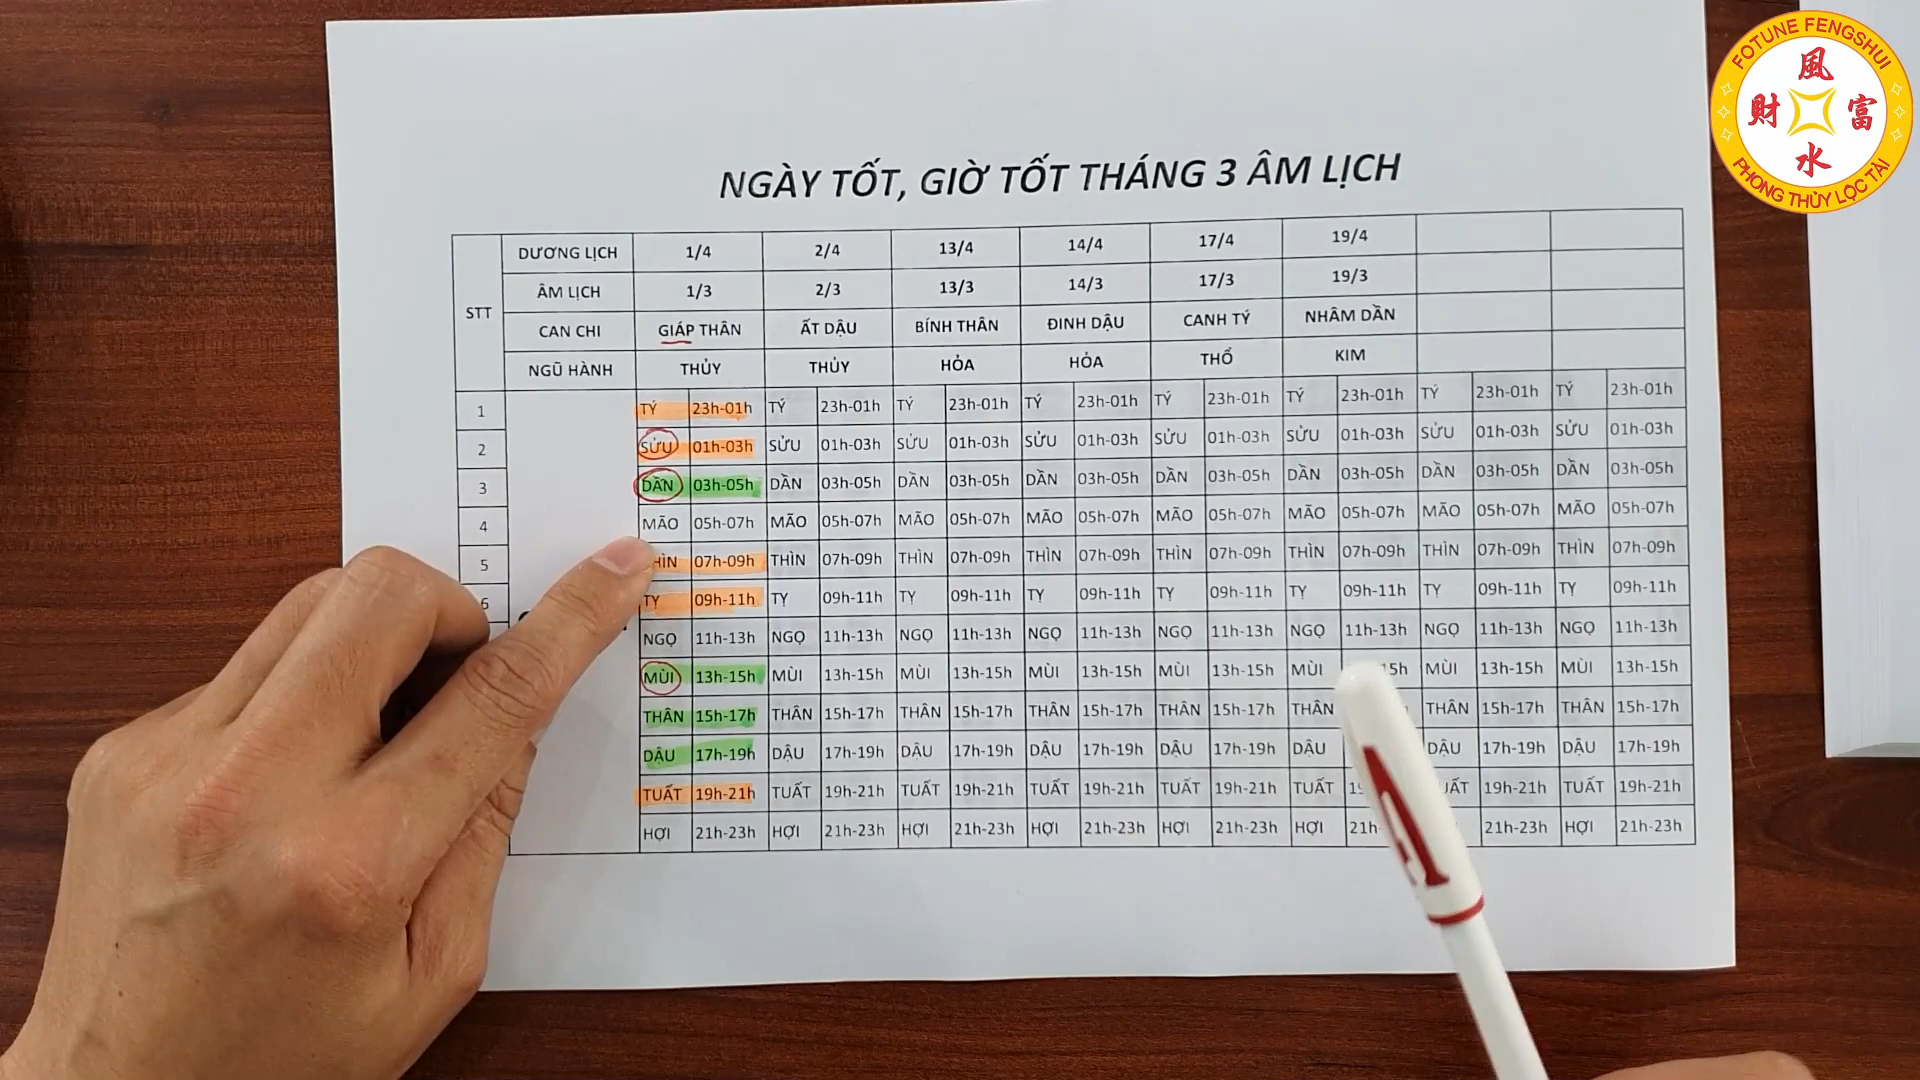 FOTUNE FENGSHUI
風
財 富
水
PHONG THỦY LỘC TÀI
NGÀY TỐT, GIỜ TỐT THÁNG 3 ÂM LỊCH
STT DƯƠNG LỊCH 1/4 2/4 13/4 14/4 17/4 19/4
ÂM LỊCH 1/3 2/3 13/3 14/3 17/3 19/3
CAN CHI GIÁP THÂN ẤT DẬU BÍNH THÂN ĐINH DẬU CANH TÝ NHÂM DẦN
NGŨ HÀNH THỦY THỦY HỎA HỎA THỔ KIM
1 TÝ 23h-01h TÝ 23h-01h TÝ 23h-01h TÝ 23h-01h TÝ 23h-01h TÝ 23h-01h TÝ 23h-01h TÝ 23h-01h
2 SỬU 01h-03h SỬU 01h-03h SỬU 01h-03h SỬU 01h-03h SỬU 01h-03h SỬU 01h-03h SỬU 01h-03h SỬU 01h-03h
3 DẦN 03h-05h DẦN 03h-05h DẦN 03h-05h DẦN 03h-05h DẦN 03h-05h DẦN 03h-05h DẦN 03h-05h DẦN 03h-05h
4 MÃO 05h-07h MÃO 05h-07h MÃO 05h-07h MÃO 05h-07h MÃO 05h-07h MÃO 05h-07h MÃO 05h-07h MÃO 05h-07h
5 THÌN 07h-09h THÌN 07h-09h THÌN 07h-09h THÌN 07h-09h THÌN 07h-09h THÌN 07h-09h THÌN 07h-09h THÌN 07h-09h
6 TỴ 09h-11h TỴ 09h-11h TỴ 09h-11h TỴ 09h-11h TỴ 09h-11h TỴ 09h-11h TỴ 09h-11h TỴ 09h-11h
NGỌ 11h-13h NGỌ 11h-13h NGỌ 11h-13h NGỌ 11h-13h NGỌ 11h-13h NGỌ 11h-13h NGỌ 11h-13h NGỌ 11h-13h
MÙI 13h-15h MÙI 13h-15h MÙI 13h-15h MÙI 13h-15h MÙI 13h-15h MÙI 15h MÙI 13h-15h MÙI 13h-15h
THÂN 15h-17h THÂN 15h-17h THÂN 15h-17h THÂN 15h-17h THÂN 15h-17h THÂN THÂN 15h-17h THÂN 15h-17h
DẬU 17h-19h DẬU 17h-19h DẬU 17h-19h DẬU 17h-19h DẬU 17h-19h DẬU DẬU 17h-19h DẬU 17h-19h
TUẤT 19h-21h TUẤT 19h-21h TUẤT 19h-21h TUẤT 19h-21h TUẤT 19h-21h TUẤT TUẤT 19h-21h TUẤT 19h-21h
HỢI 21h-23h HỢI 21h-23h HỢI 21h-23h HỢI 21h-23h HỢI 21h-23h HỢI 21h- 21h-23h HỢI 21h-23h